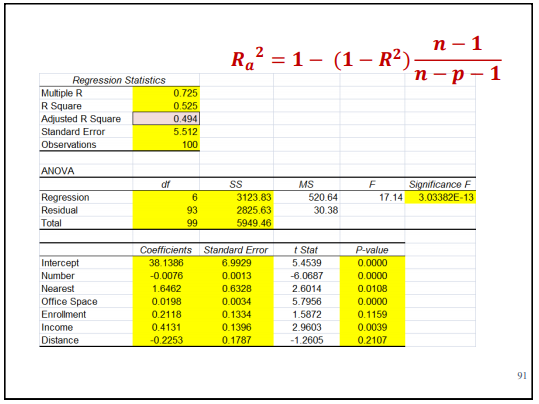 Rₐ² = 1 − (1 − R²) n − 1 / n − p − 1
Regression Statistics
Multiple R 0.725
R Square 0.525
Adjusted R Square 0.494
Standard Error 5.512
Observations 100
ANOVA
df SS MS F Significance F
Regression 6 3123.83 520.64 17.14 3.03382E-13
Residual 93 2825.63 30.38
Total 99 5949.46
Coefficients Standard Error t Stat P-value
Intercept 38.1386 6.9929 5.4539 0.0000
Number -0.0076 0.0013 -6.0687 0.0000
Nearest 1.6462 0.6328 2.6014 0.0108
Office Space 0.0198 0.0034 5.7956 0.0000
Enrollment 0.2118 0.1334 1.5872 0.1159
Income 0.4131 0.1396 2.9603 0.0039
Distance -0.2253 0.1787 -1.2605 0.2107
91